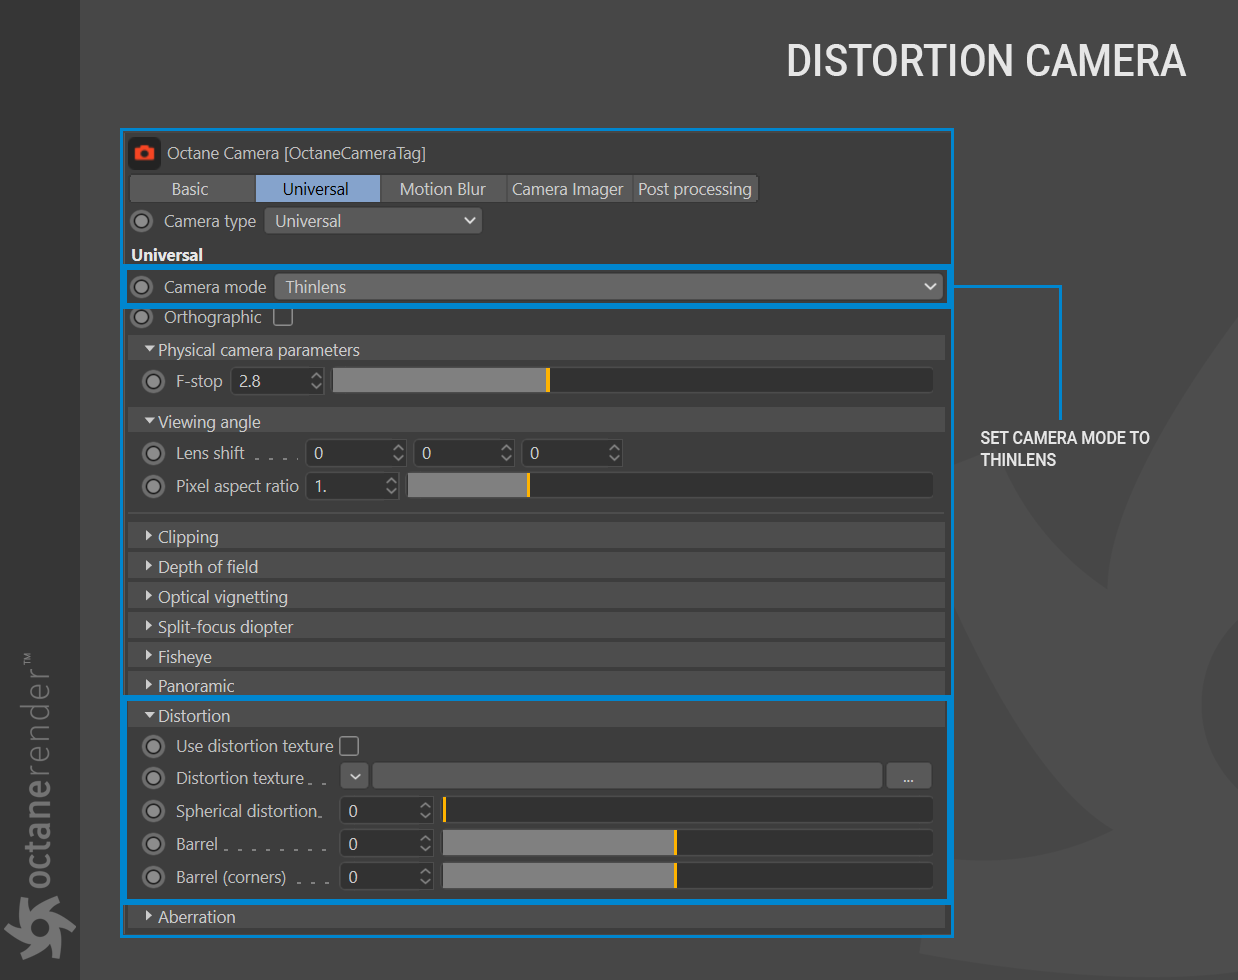 DISTORTION CAMERA
Octane Camera [OctaneCameraTag]
Basic Universal Motion Blur Camera Imager Post processing
Camera type Universal
Universal
Camera mode Thinlens
Orthographic
Physical camera parameters
F-stop 2.8
Viewing angle
Lens shift . . . . 0 0 0
Pixel aspect ratio 1.
Clipping
Depth of field
Optical vignetting
Split-focus diopter
Fisheye
Panoramic
Distortion
Use distortion texture
Distortion texture . . ...
Spherical distortion . 0
Barrel . . . . . . . . 0
Barrel (corners) . . . 0
Aberration
SET CAMERA MODE TO
THINLENS
octanerender™